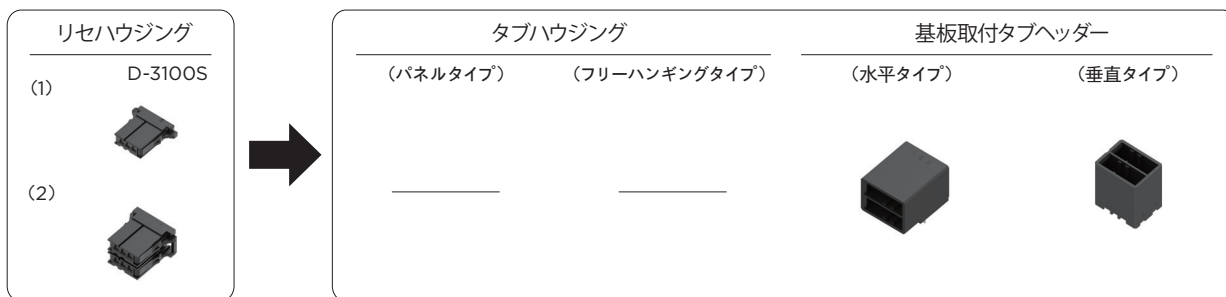 リセハウジング
D-3100S
(1)
(2)
タブハウジング
(パネルタイプ)
(フリーハンギングタイプ)
基板取付タブヘッダー
(水平タイプ)
(垂直タイプ)